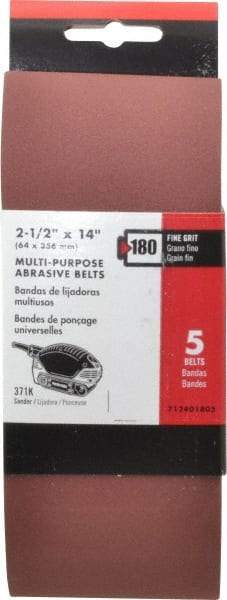 2-1/2" x 14"
(64 x 356 mm)
MULTI-PURPOSE
ABRASIVE BELTS
Bandas de lijadoras
multiusos
Bandes de ponçage
universelles
371K
Sander / Lijadora / Ponceuse
180
FINE GRIT
Grano fino
Grain fin
5
BELTS
Bandas
Bandes
712401805